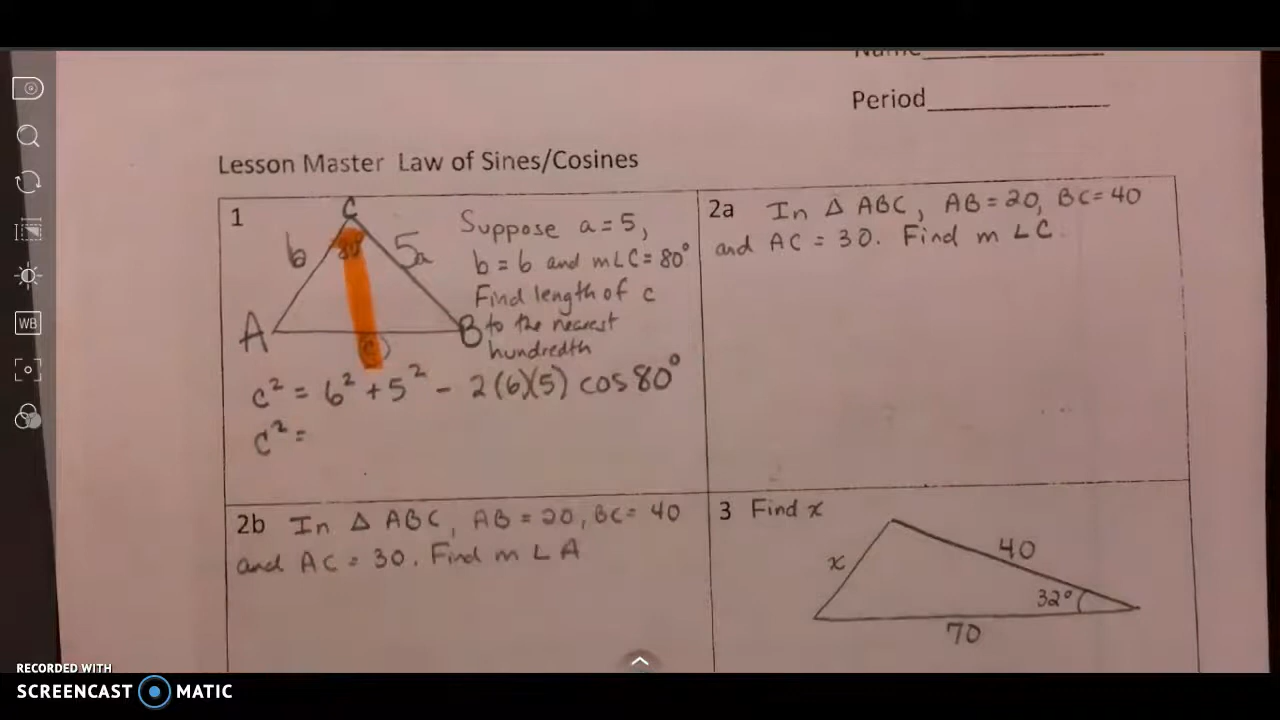 Name
Period
Lesson Master Law of Sines/Cosines
1
C
80°
b
5a
A
B
c
Suppose a = 5,
b = 6 and m∠C = 80°
Find length of c
to the nearest
hundredth
c² = 6² + 5² - 2(6)(5) cos 80°
c² =
2a In △ ABC, AB = 20, BC = 40
and AC = 30. Find m ∠C
2b In △ ABC, AB = 20, BC = 40
and AC = 30. Find m ∠A
3 Find x
x
40
32°
70
WB
RECORDED WITH
SCREENCAST MATIC